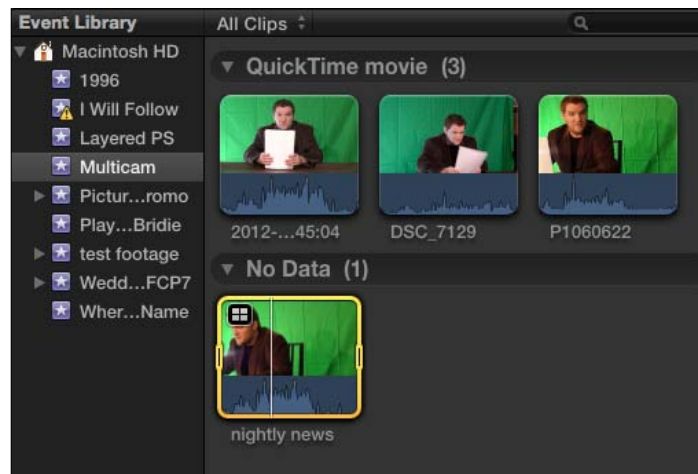 Event Library
Macintosh HD
1996
I Will Follow
Layered PS
Multicam
Pictur...romo
Play...Bridie
test footage
Wedd...FCP7
Wher...Name
All Clips
QuickTime movie (3)
2012-...45:04
DSC_7129
P1060622
No Data (1)
nightly news